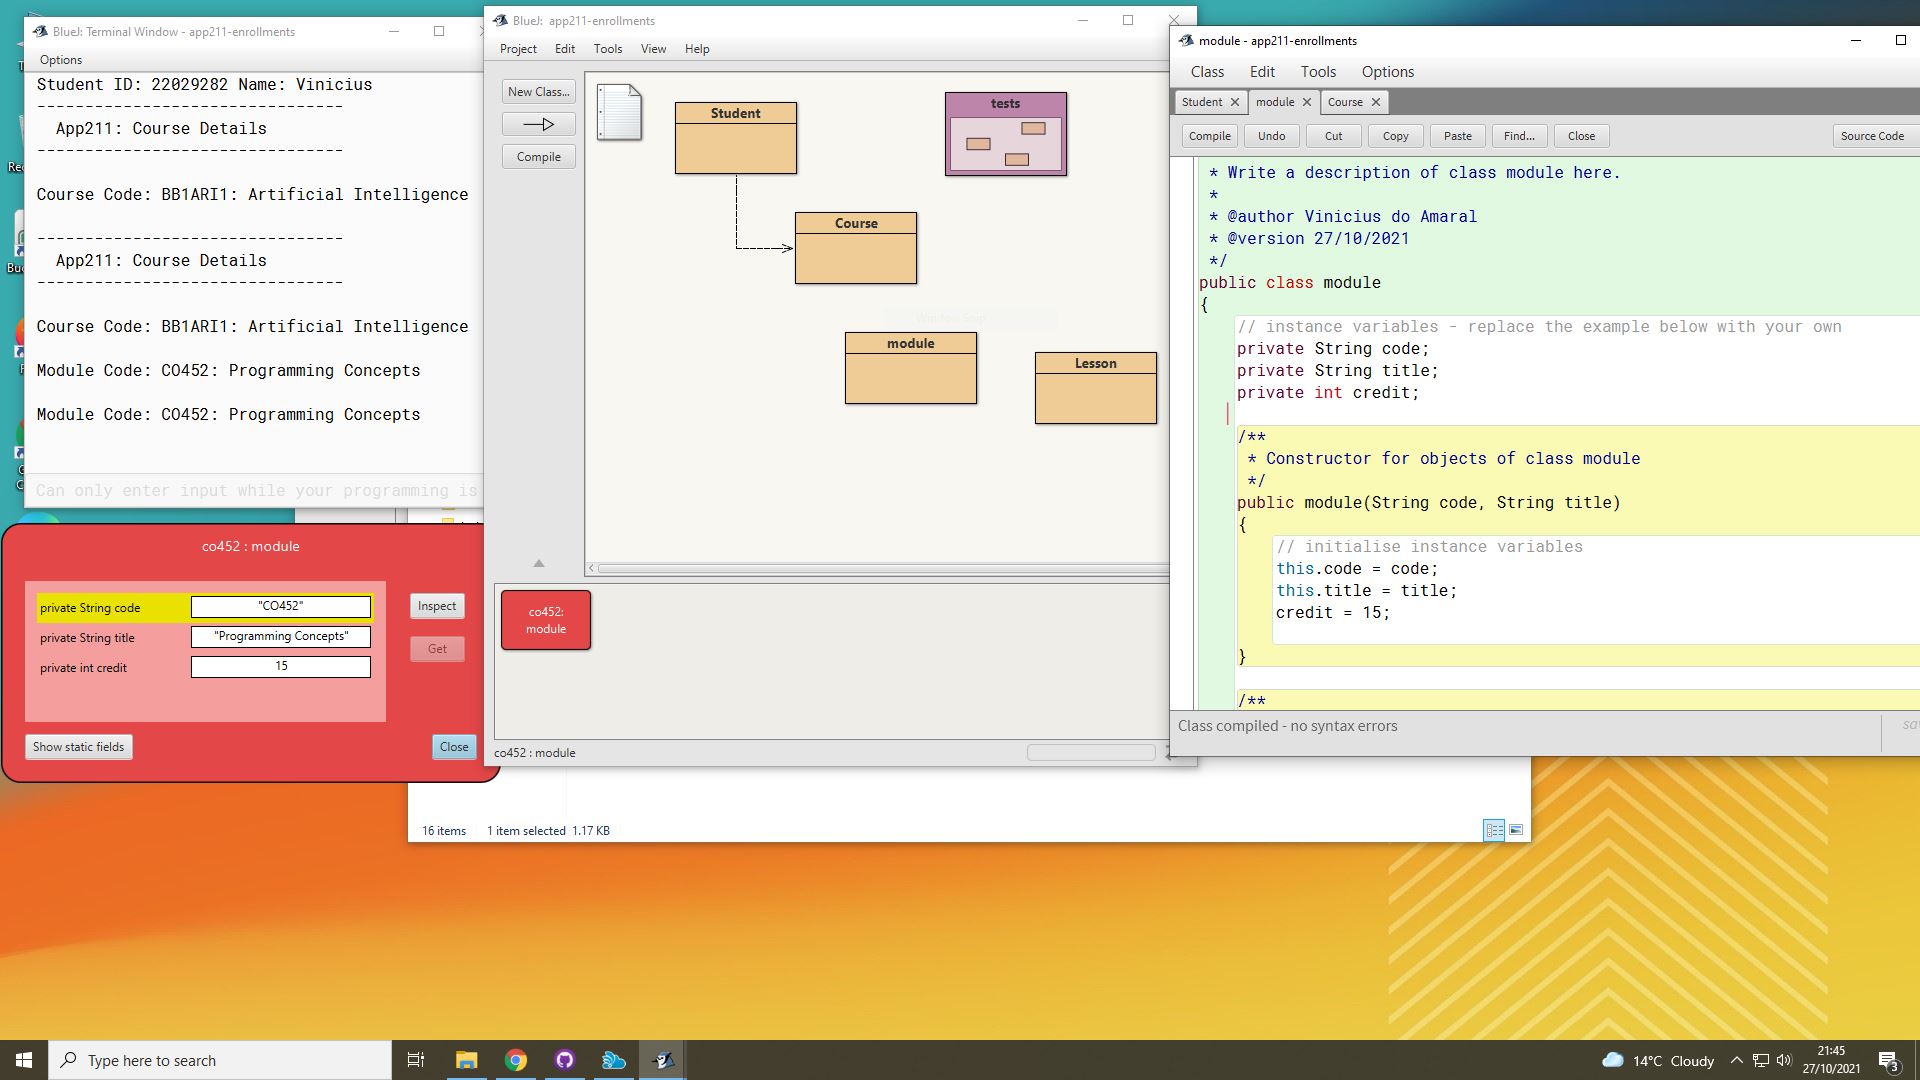 BlueJ: Terminal Window - app211-enrollments
Options
Student ID: 22029282 Name: Vinicius
--------------------------------
App211: Course Details
--------------------------------
Course Code: BB1ARI1: Artificial Intelligence
--------------------------------
App211: Course Details
--------------------------------
Course Code: BB1ARI1: Artificial Intelligence
Module Code: CO452: Programming Concepts
Module Code: CO452: Programming Concepts
Can only enter input while your programming is
co452 : module
private String code
"CO452"
private String title
"Programming Concepts"
private int credit
15
Inspect
Get
Show static fields
Close
BlueJ: app211-enrollments
Project Edit Tools View Help
New Class...
Compile
Student
tests
Course
Window Snip
module
Lesson
co452:
module
co452 : module
module - app211-enrollments
Class Edit Tools Options
Student module Course
Compile Undo Cut Copy Paste Find... Close Source Code
* Write a description of class module here.
*
* @author Vinicius do Amaral
* @version 27/10/2021
*/
public class module
{
// instance variables - replace the example below with your own
private String code;
private String title;
private int credit;
/**
* Constructor for objects of class module
*/
public module(String code, String title)
{
// initialise instance variables
this.code = code;
this.title = title;
credit = 15;
}
/**
Class compiled - no syntax errors
16 items 1 item selected 1.17 KB
Type here to search
14°C Cloudy
21:45
27/10/2021
3